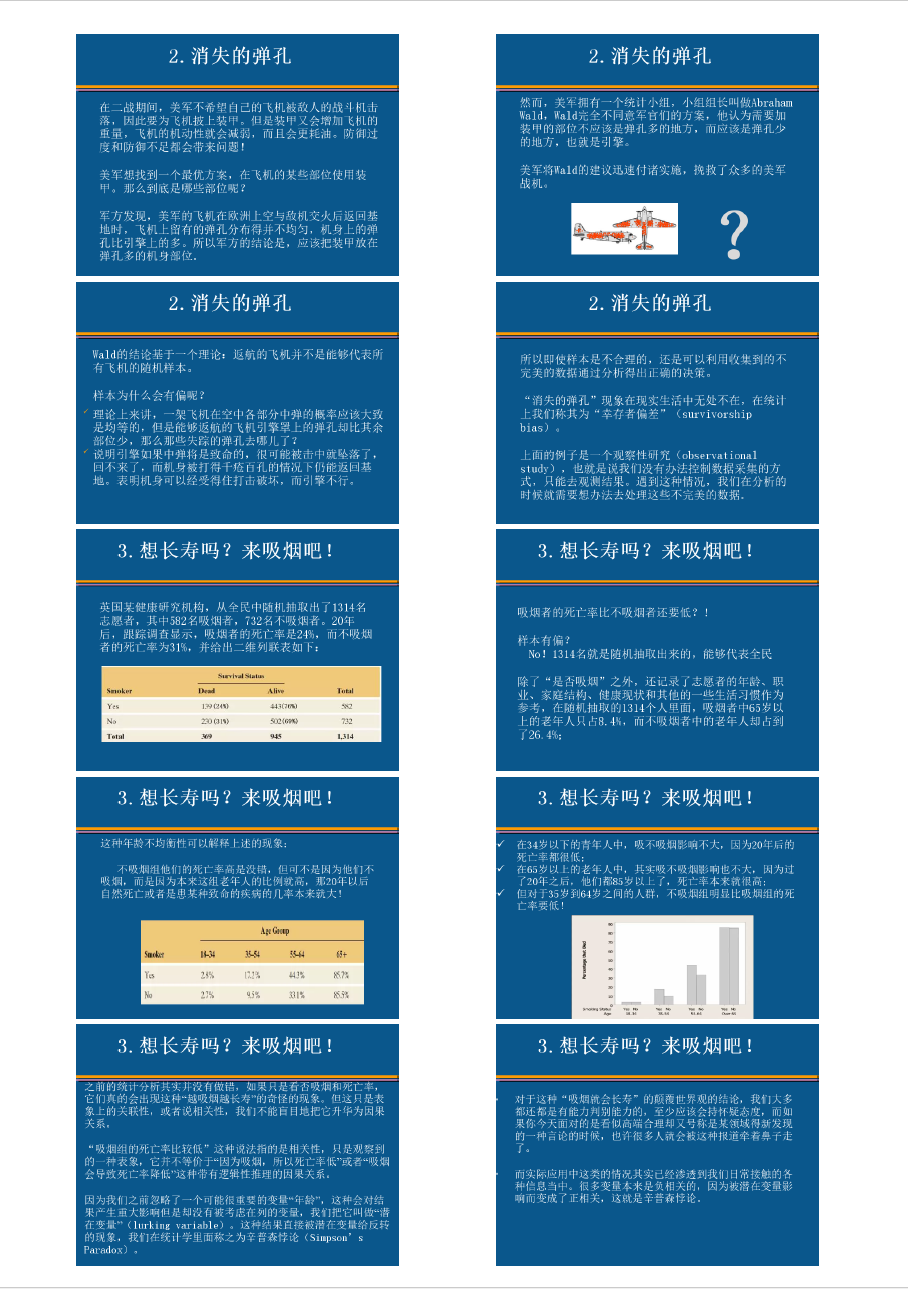 2.消失的弹孔
在二战期间，美军不希望自己的飞机被敌人的战斗机击
落，因此要为飞机披上装甲。但是装甲又会增加飞机的
重量，飞机的机动性就会减弱，而且会更耗油。防御过
度和防御不足都会带来问题！
美军想找到一个最优方案，在飞机的某些部位使用装
甲。那么到底是哪些部位呢？
军方发现，美军的飞机在欧洲上空与敌机交火后返回基
地时，飞机上留有的弹孔分布得并不均匀，机身上的弹
孔比引擎上的多。所以军方的结论是，应该把装甲放在
弹孔多的机身部位.
2.消失的弹孔
然而，美军拥有一个统计小组，小组组长叫做Abraham
Wald，Wald完全不同意军官们的方案，他认为需要加
装甲的部位不应该是弹孔多的地方，而应该是弹孔少
的地方，也就是引擎。
美军将Wald的建议迅速付诸实施，挽救了众多的美军
战机。
?
2.消失的弹孔
Wald的结论基于一个理论：返航的飞机并不是能够代表所
有飞机的随机样本。
样本为什么会有偏呢？
理论上来讲，一架飞机在空中各部分中弹的概率应该大致
是均等的，但是能够返航的飞机引擎罩上的弹孔却比其余
部位少，那么那些失踪的弹孔去哪儿了？
说明引擎如果中弹将是致命的，很可能被击中就坠落了，
回不来了，而机身被打得千疮百孔的情况下仍能返回基
地。表明机身可以经受得住打击破坏，而引擎不行。
2.消失的弹孔
所以即使样本是不合理的，还是可以利用收集到的不
完美的数据通过分析得出正确的决策。
“消失的弹孔”现象在现实生活中无处不在，在统计
上我们称其为“幸存者偏差”（survivorship
bias）。
上面的例子是一个观察性研究（observational
study），也就是说我们没有办法控制数据采集的方
式，只能去观测结果。遇到这种情况，我们在分析的
时候就需要想办法去处理这些不完美的数据.
3.想长寿吗？来吸烟吧！
英国某健康研究机构，从全民中随机抽取出了1314名
志愿者，其中582名吸烟者，732名不吸烟者。20年
后，跟踪调查显示，吸烟者的死亡率是24%，而不吸烟
者的死亡率为31%，并给出二维列联表如下：
Survival Status
Smoker Dead Alive Total
Yes 139 (24%) 443 (76%) 582
No 230 (31%) 502 (69%) 732
Total 369 945 1,314
3.想长寿吗？来吸烟吧！
吸烟者的死亡率比不吸烟者还要低？！
样本有偏？
No！1314名就是随机抽取出来的，能够代表全民
除了“是否吸烟”之外，还记录了志愿者的年龄、职
业、家庭结构、健康现状和其他的一些生活习惯作为
参考，在随机抽取的1314个人里面，吸烟者中65岁以
上的老年人只占8.4%，而不吸烟者中的老年人却占到
了26.4%；
3.想长寿吗？来吸烟吧！
这种年龄不均衡性可以解释上述的现象：
不吸烟组他们的死亡率高是没错，但可不是因为他们不
吸烟，而是因为本来这组老年人的比例就高，那20年以后
自然死亡或者是患某种致命的疾病的几率本来就大！
Age Group
Smoker 18-34 35-54 55-64 65+
Yes 2.8% 17.2% 44.3% 85.7%
No 2.7% 9.5% 33.1% 85.5%
3.想长寿吗？来吸烟吧！
在34岁以下的青年人中，吸不吸烟影响不大，因为20年后的
死亡率都很低；
在65岁以上的老年人中，其实吸不吸烟影响也不大，因为过
了20年之后，他们都85岁以上了，死亡率本来就很高；
但对于35岁到64岁之间的人群，不吸烟组明显比吸烟组的死
亡率要低！
Percentage that died
90
80
70
60
50
40
30
20
10
0
Smoking Status Yes No Yes No Yes No Yes No
Age
3.想长寿吗？来吸烟吧！
之前的统计分析其实并没有做错，如果只是看否吸烟和死亡率，
它们真的会出现这种“越吸烟越长寿”的奇怪的现象。但这只是表
象上的关联性，或者说相关性，我们不能盲目地把它升华为因果
关系。
“吸烟组的死亡率比较低”这种说法指的是相关性，只是观察到
的一种表象，它并不等价于“因为吸烟，所以死亡率低”或者“吸烟
会导致死亡率降低”这种带有逻辑性推理的因果关系。
因为我们之前忽略了一个可能很重要的变量“年龄”，这种会对结
果产生重大影响但是却没有被考虑在列的变量，我们把它叫做“潜
在变量”（lurking variable）。这种结果直接被潜在变量给反转
的现象，我们在统计学里面称之为辛普森悖论（Simpson’s
Paradox）。
3.想长寿吗？来吸烟吧！
对于这种“吸烟就会长寿”的颠覆世界观的结论，我们大多
都还都是有能力判别能力的，至少应该会持怀疑态度，而如
果你今天面对的是看似高端合理却又号称是某领域得新发现
的一种言论的时候，也许很多人就会被这种报道牵着鼻子走
了。
而实际应用中这类的情况其实已经渗透到我们日常接触的各
种信息当中。很多变量本来是负相关的，因为被潜在变量影
响而变成了正相关，这就是辛普森悖论.